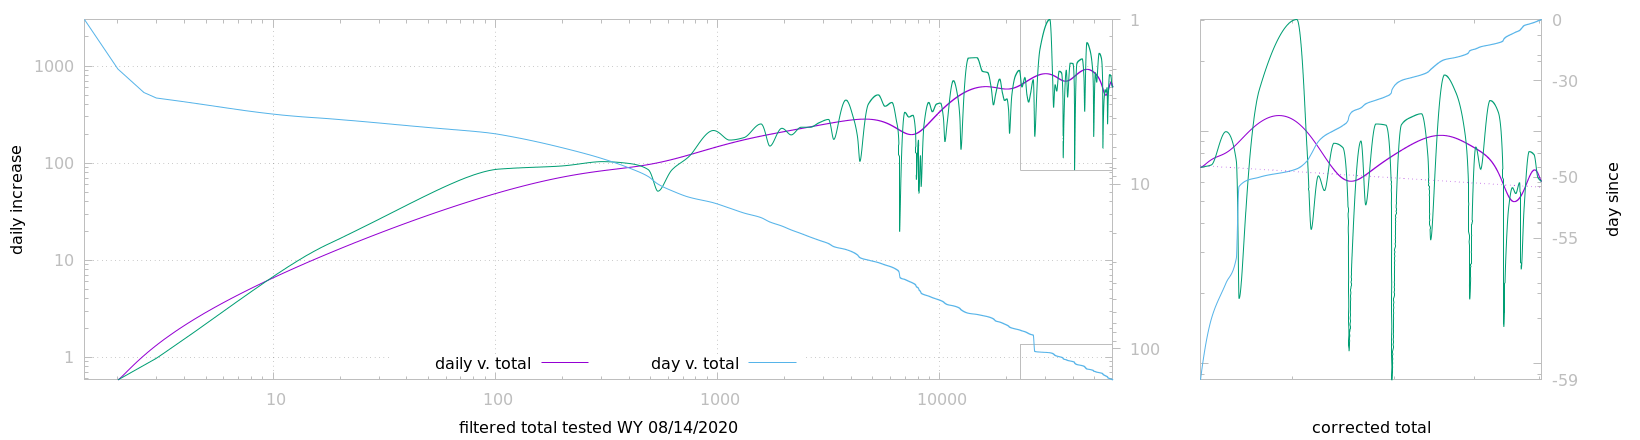 daily increase
1000
100
10
1
daily v. total
day v. total
10
100
1000
10000
filtered total tested WY 08/14/2020
1
10
100
0
-30
-50
-55
-59
day since
corrected total